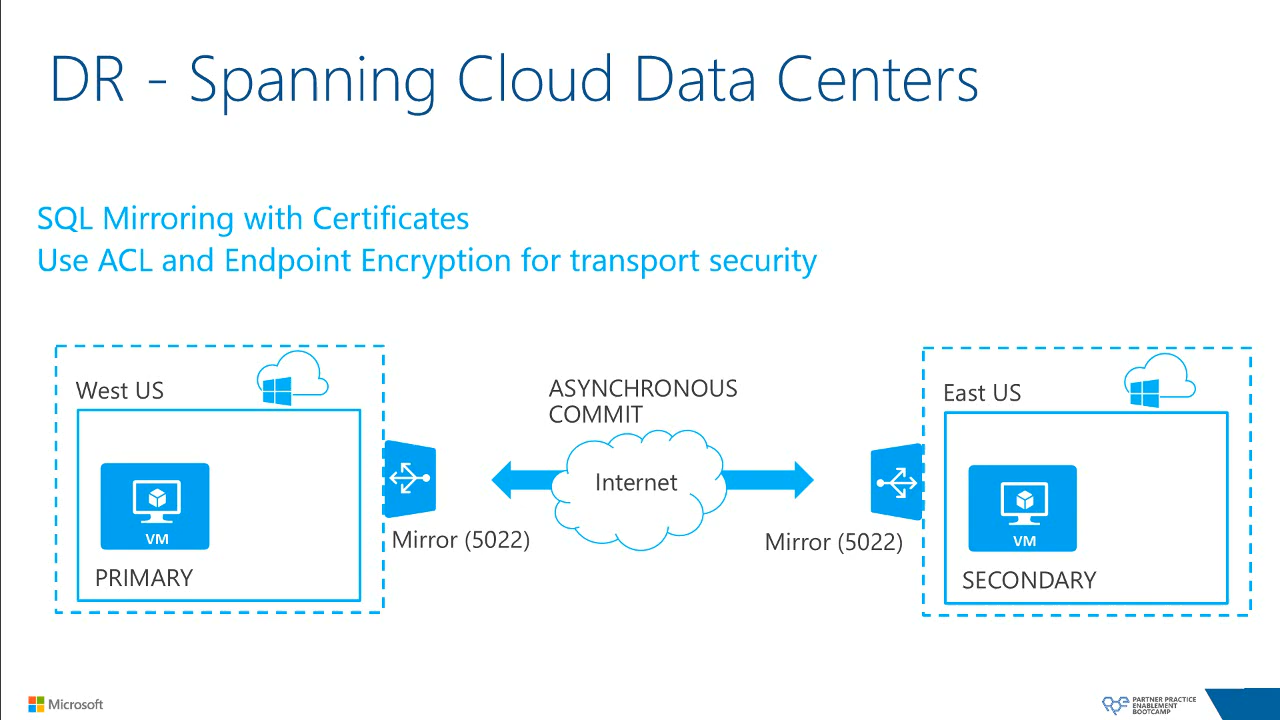 DR - Spanning Cloud Data Centers
SQL Mirroring with Certificates
Use ACL and Endpoint Encryption for transport security
West US
VM
PRIMARY
Mirror (5022)
ASYNCHRONOUS
COMMIT
Internet
Mirror (5022)
East US
VM
SECONDARY
Microsoft
PARTNER PRACTICE
ENABLEMENT
BOOTCAMP